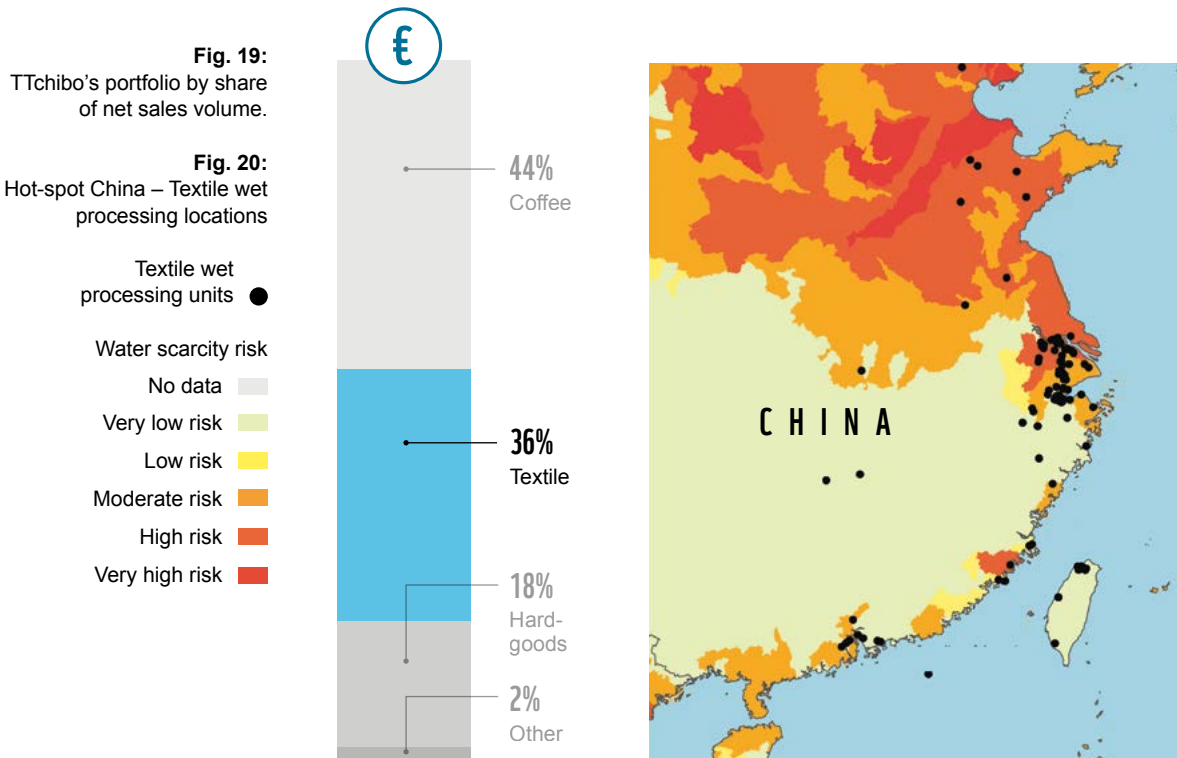 Fig. 19:
TTchibo’s portfolio by share
of net sales volume.
Fig. 20:
Hot-spot China – Textile wet
processing locations
Textile wet
processing units
Water scarcity risk
No data
Very low risk
Low risk
Moderate risk
High risk
Very high risk
€
44%
Coffee
36%
Textile
18%
Hard-
goods
2%
Other
CHINA